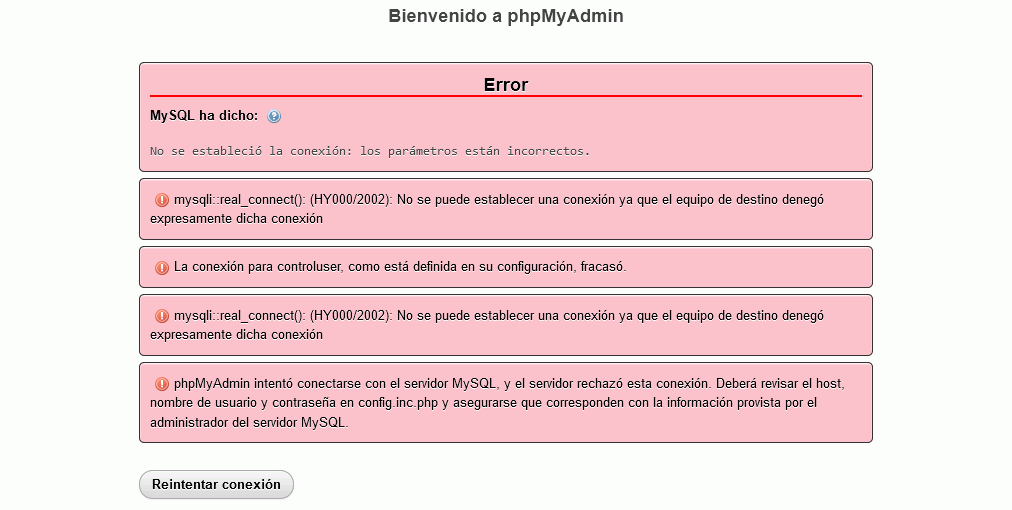 Bienvenido a phpMyAdmin
Error
MySQL ha dicho:
No se estableció la conexión: los parámetros están incorrectos.
mysqli::real_connect(): (HY000/2002): No se puede establecer una conexión ya que el equipo de destino denegó
expresamente dicha conexión
La conexión para controluser, como está definida en su configuración, fracasó.
mysqli::real_connect(): (HY000/2002): No se puede establecer una conexión ya que el equipo de destino denegó
expresamente dicha conexión
phpMyAdmin intentó conectarse con el servidor MySQL, y el servidor rechazó esta conexión. Deberá revisar el host,
nombre de usuario y contraseña en config.inc.php y asegurarse que corresponden con la información provista por el
administrador del servidor MySQL.
Reintentar conexión